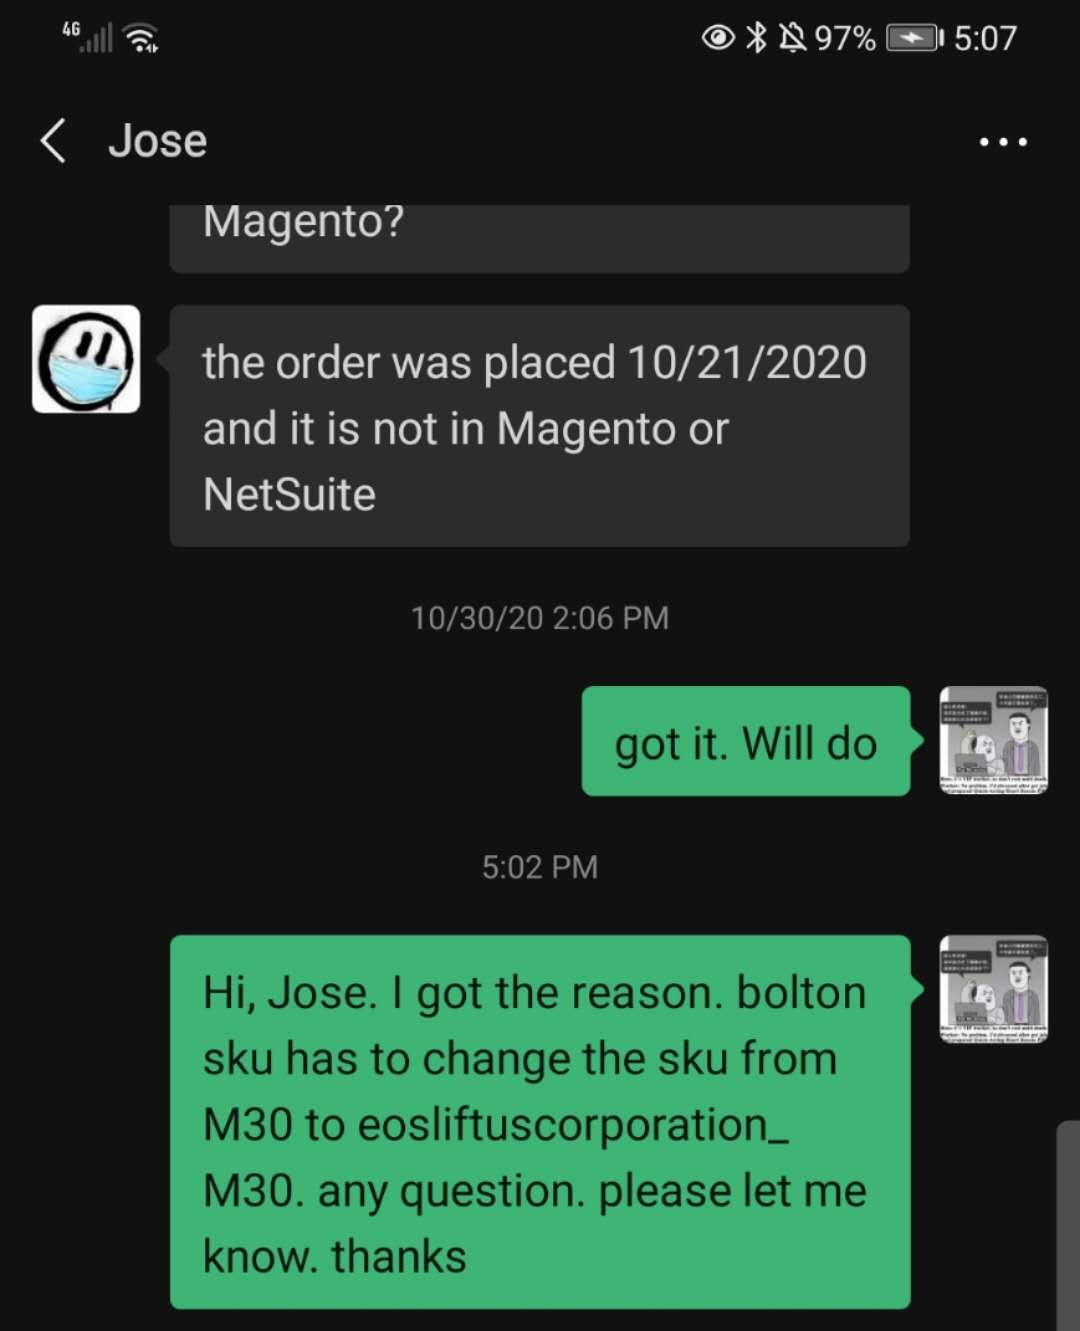 4G 97% 5:07
Jose
Magento?
the order was placed 10/21/2020
and it is not in Magento or
NetSuite
10/30/20 2:06 PM
got it. Will do
5:02 PM
Hi, Jose. I got the reason. bolton
sku has to change the sku from
M30 to eosliftuscorporation_
M30. any question. please let me
know. thanks